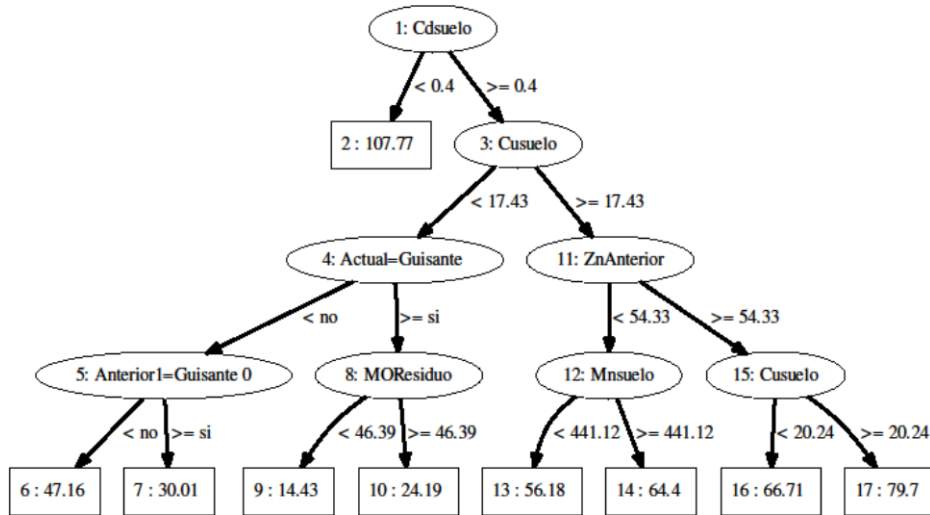 1: Cdsuelo
< 0.4 >= 0.4
2 : 107.77 3: Cusuelo
< 17.43 >= 17.43
4: Actual=Guisante 11: ZnAnterior
< no >= si < 54.33 >= 54.33
5: Anterior1=Guisante 0 8: MOResiduo 12: Mnsuelo 15: Cusuelo
< no >= si < 46.39 >= 46.39 < 441.12 >= 441.12 < 20.24 >= 20.24
6 : 47.16 7 : 30.01 9 : 14.43 10 : 24.19 13 : 56.18 14 : 64.4 16 : 66.71 17 : 79.7